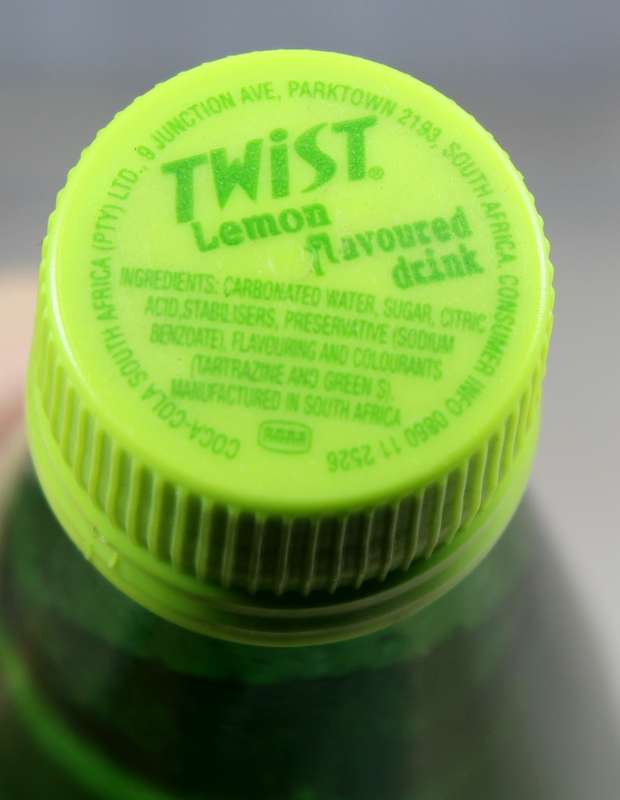 COCA-COLA SOUTH AFRICA (PTY) LTD., 9 JUNCTION AVE, PARKTOWN 2193, SOUTH AFRICA. CONSUMER INFO 0860 11 2526
TWiST®
Lemon
flavoured
drink
INGREDIENTS: CARBONATED WATER, SUGAR, CITRIC
ACID, STABILISERS, PRESERVATIVE (SODIUM
BENZOATE), FLAVOURING AND COLOURANTS
(TARTRAZINE AND GREEN S).
MANUFACTURED IN SOUTH AFRICA